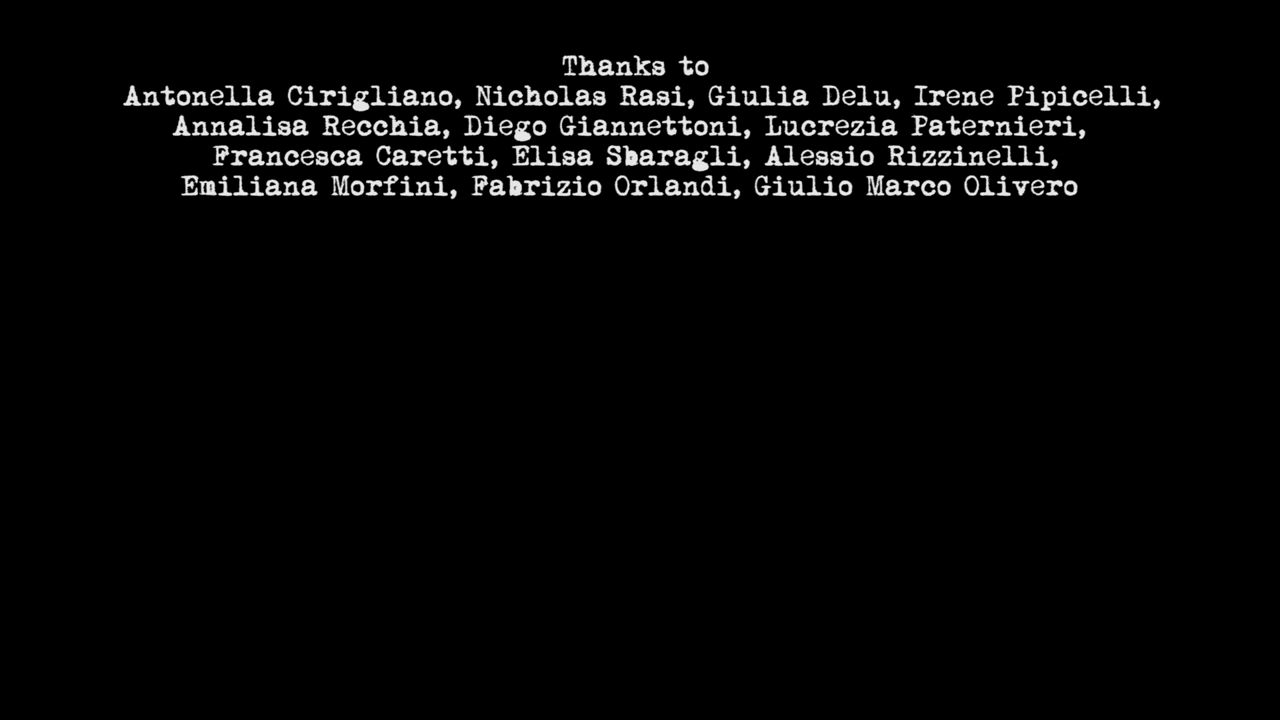 Thanks to
Antonella Cirigliano, Nicholas Rasi, Giulia Delu, Irene Pipicelli,
Annalisa Recchia, Diego Giannettoni, Lucrezia Paternieri,
Francesca Caretti, Elisa Sbaragli, Alessio Rizzinelli,
Emiliana Morfini, Fabrizio Orlandi, Giulio Marco Olivero